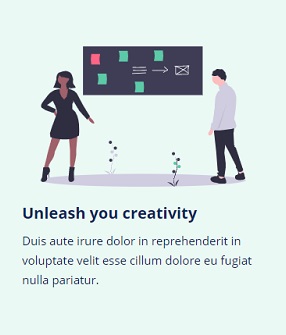 Unleash you creativity
Duis aute irure dolor in reprehenderit in
voluptate velit esse cillum dolore eu fugiat
nulla pariatur.